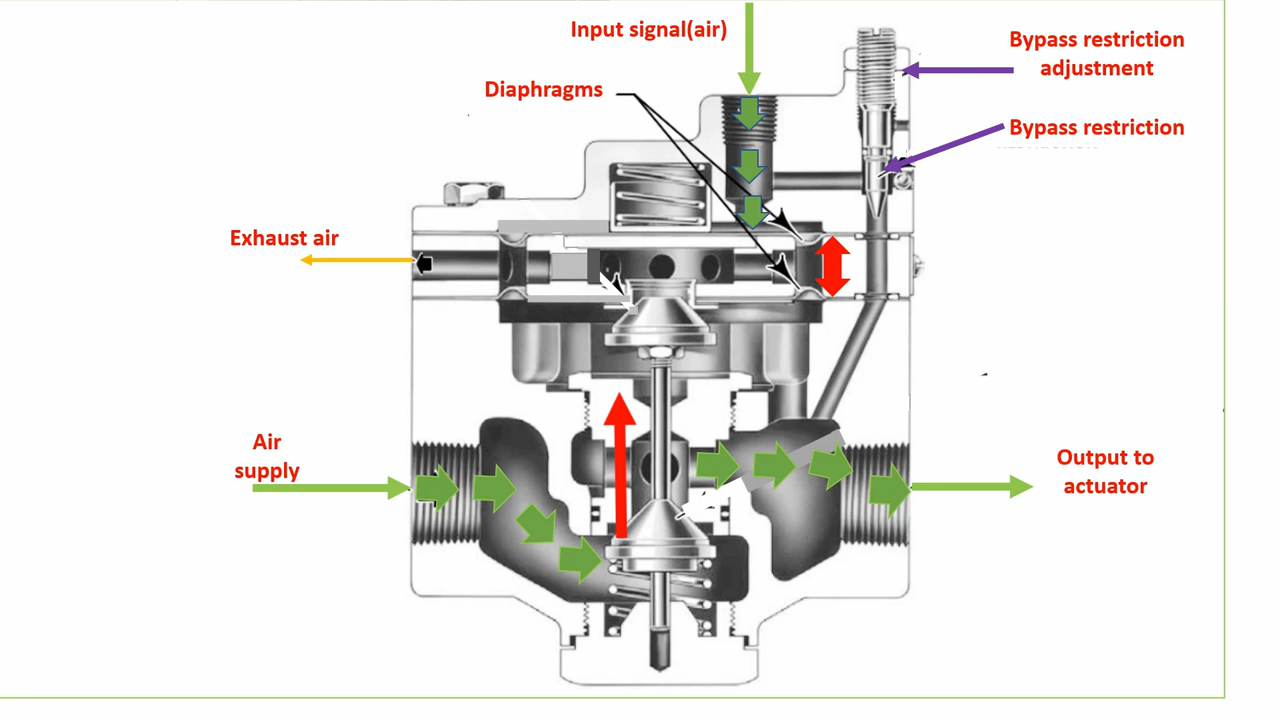 Input signal(air)
Bypass restriction
adjustment
Diaphragms
Bypass restriction
Exhaust air
Air
supply
Output to
actuator